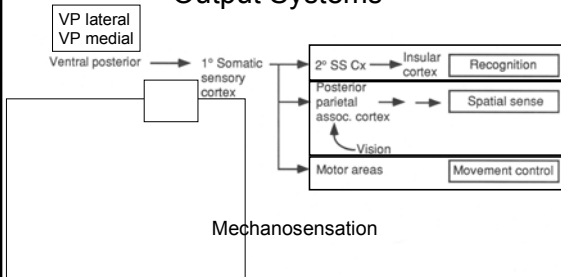 Output Systems
VP lateral
VP medial
Ventral posterior
1° Somatic
sensory
cortex
2° SS Cx
Insular
cortex
Recognition
Posterior
parietal
assoc. cortex
Spatial sense
Vision
Motor areas
Movement control
Mechanosensation